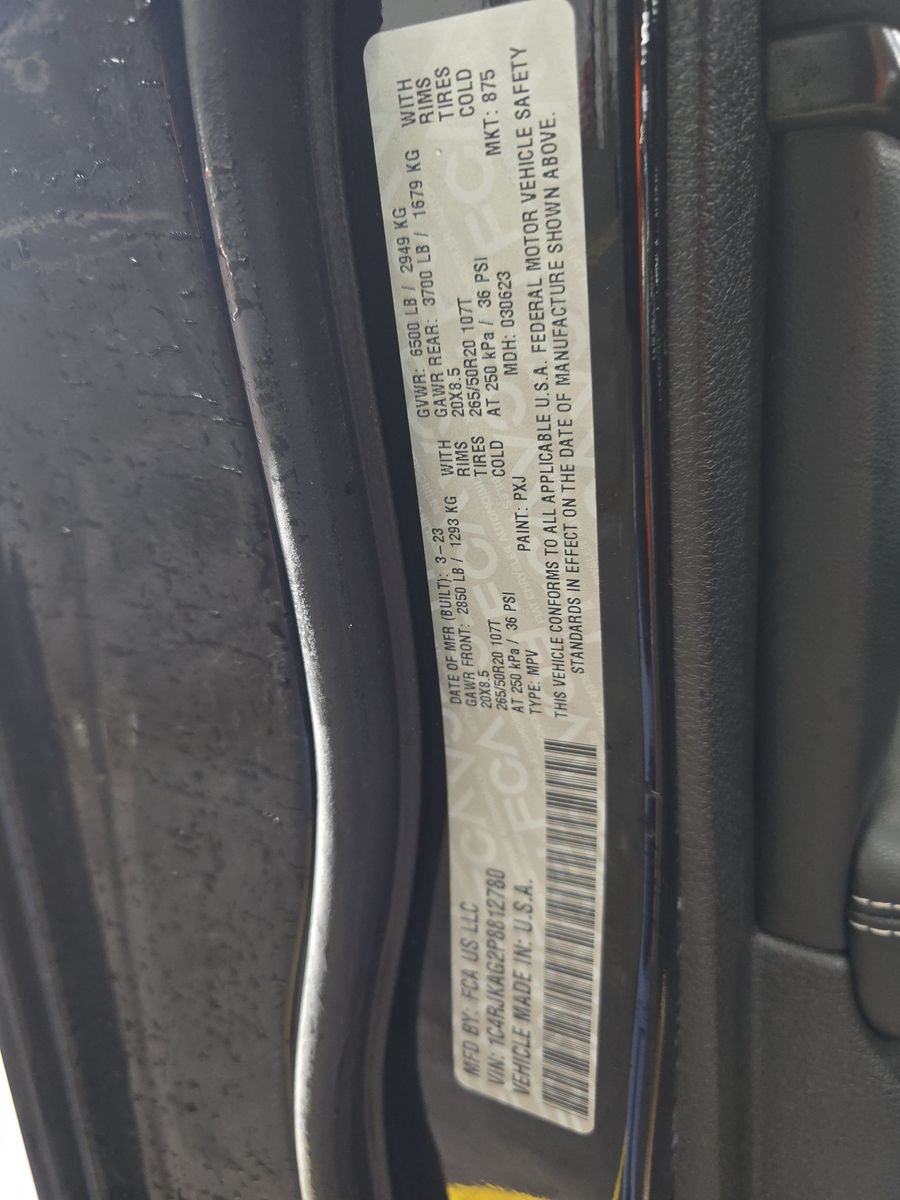 MFD BY: FCA US LLC
VIN: 1C4RJKAG2P8812780
VEHICLE MADE IN: U.S.A.
DATE OF MFR (BUILT): 3-23 GVWR: 6500 LB / 2949 KG
GAWR FRONT: 2850 LB / 1293 KG WITH GAWR REAR: 3700 LB / 1679 KG WITH
20X8.5 RIMS 20X8.5 RIMS
265/50R20 107T TIRES 265/50R20 107T TIRES
AT 250 kPa / 36 PSI COLD AT 250 kPa / 36 PSI COLD
TYPE: MPV PAINT: PXJ MDH: 030623 MKT: 875
THIS VEHICLE CONFORMS TO ALL APPLICABLE U.S.A. FEDERAL MOTOR VEHICLE SAFETY
STANDARDS IN EFFECT ON THE DATE OF MANUFACTURE SHOWN ABOVE.